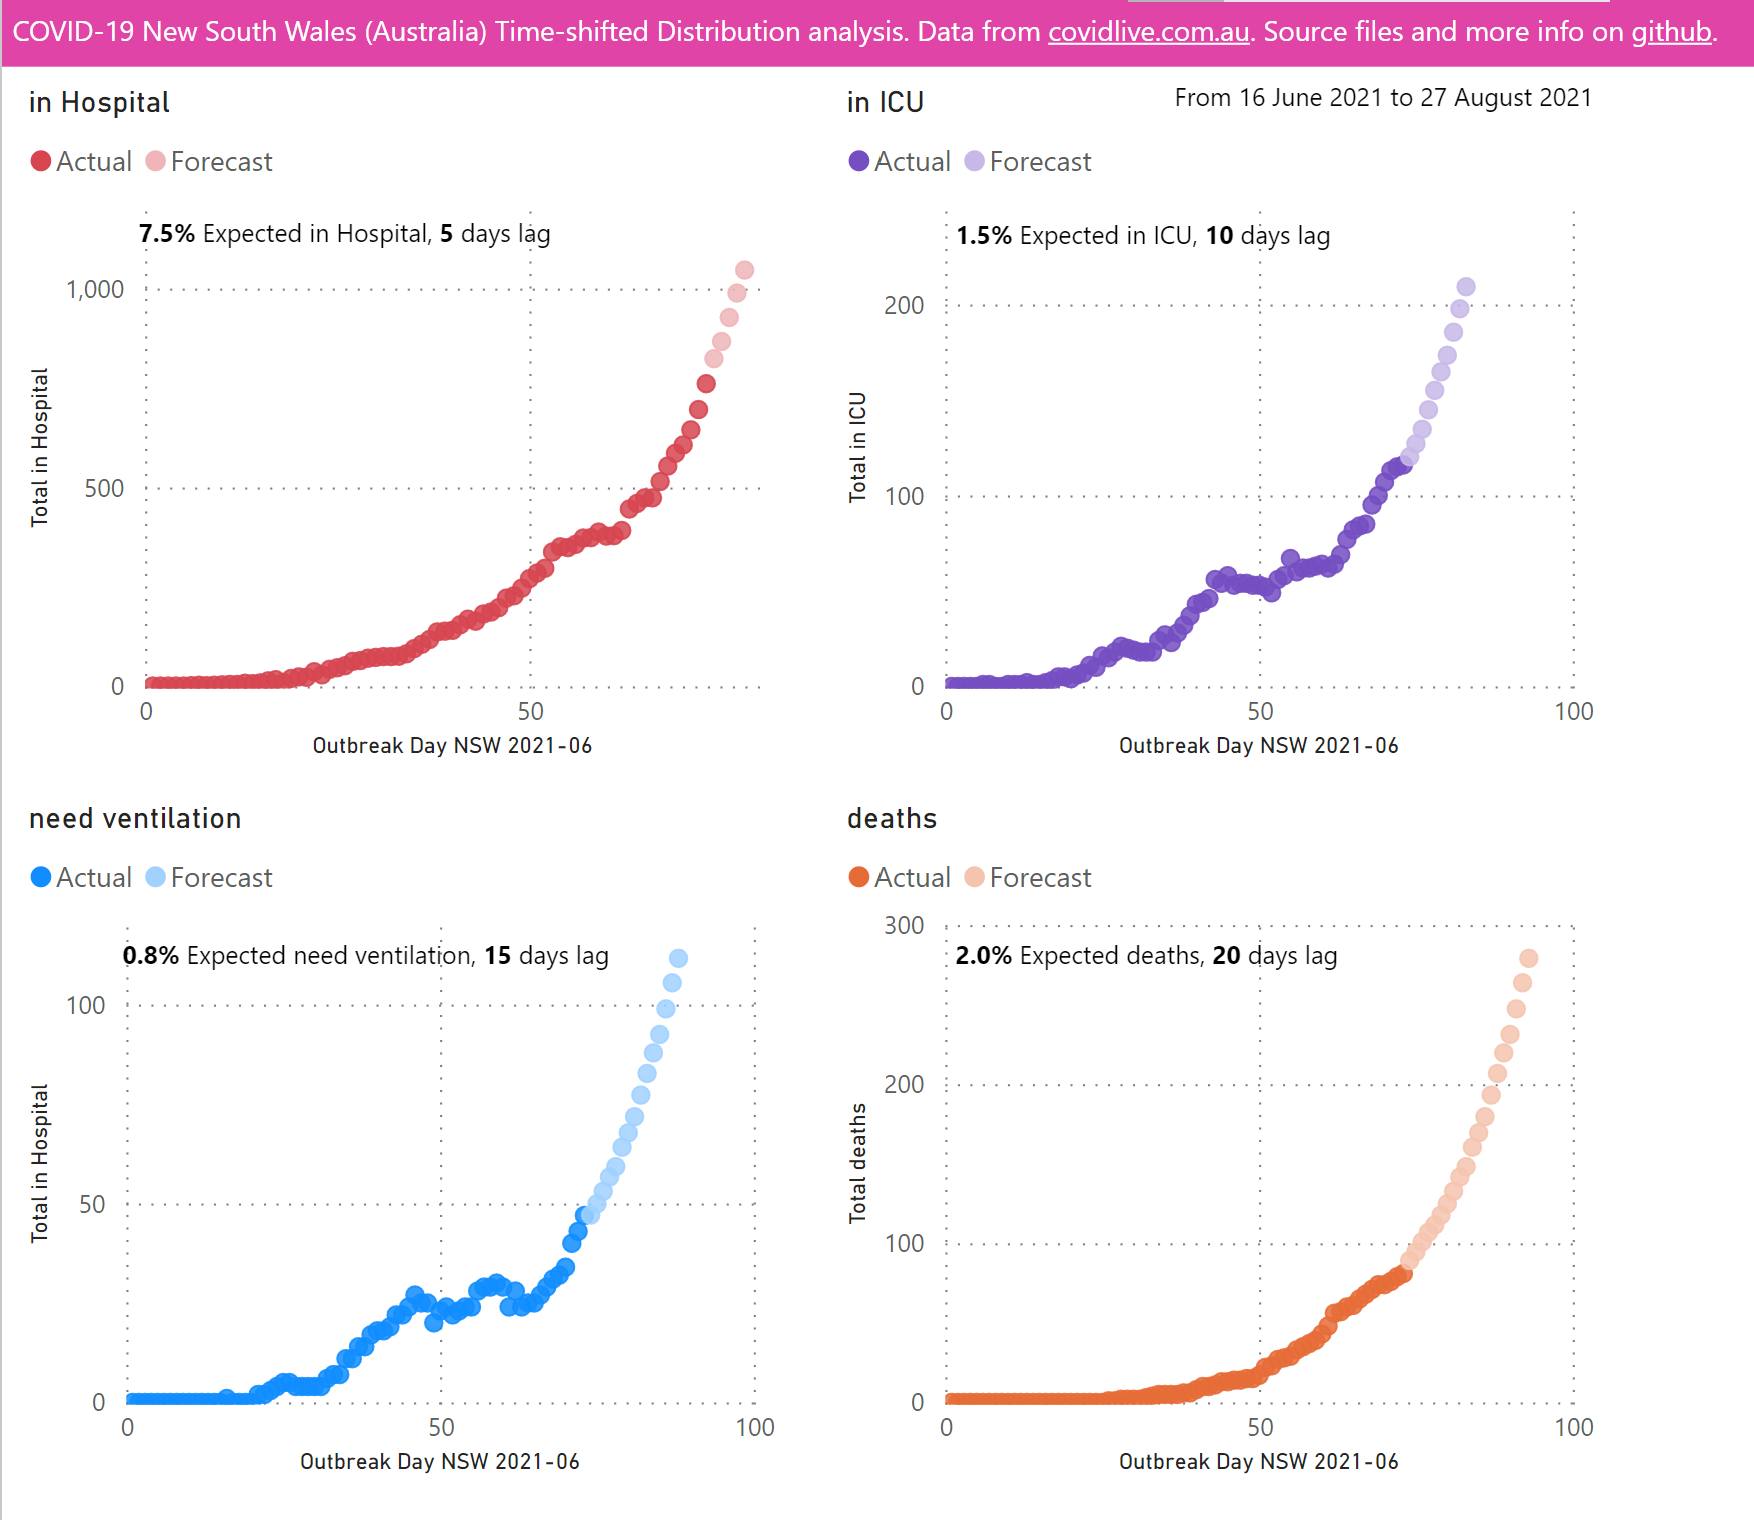 COVID-19 New South Wales (Australia) Time-shifted Distribution analysis. Data from covidlive.com.au. Source files and more info on github.
in Hospital
Actual Forecast
7.5% Expected in Hospital, 5 days lag
Total in Hospital
1,000
500
0
0 50
Outbreak Day NSW 2021-06
in ICU
From 16 June 2021 to 27 August 2021
Actual Forecast
1.5% Expected in ICU, 10 days lag
Total in ICU
200
100
0
0 50 100
Outbreak Day NSW 2021-06
need ventilation
Actual Forecast
0.8% Expected need ventilation, 15 days lag
Total in Hospital
100
50
0
0 50 100
Outbreak Day NSW 2021-06
deaths
Actual Forecast
300
2.0% Expected deaths, 20 days lag
Total deaths
200
100
0
0 50 100
Outbreak Day NSW 2021-06